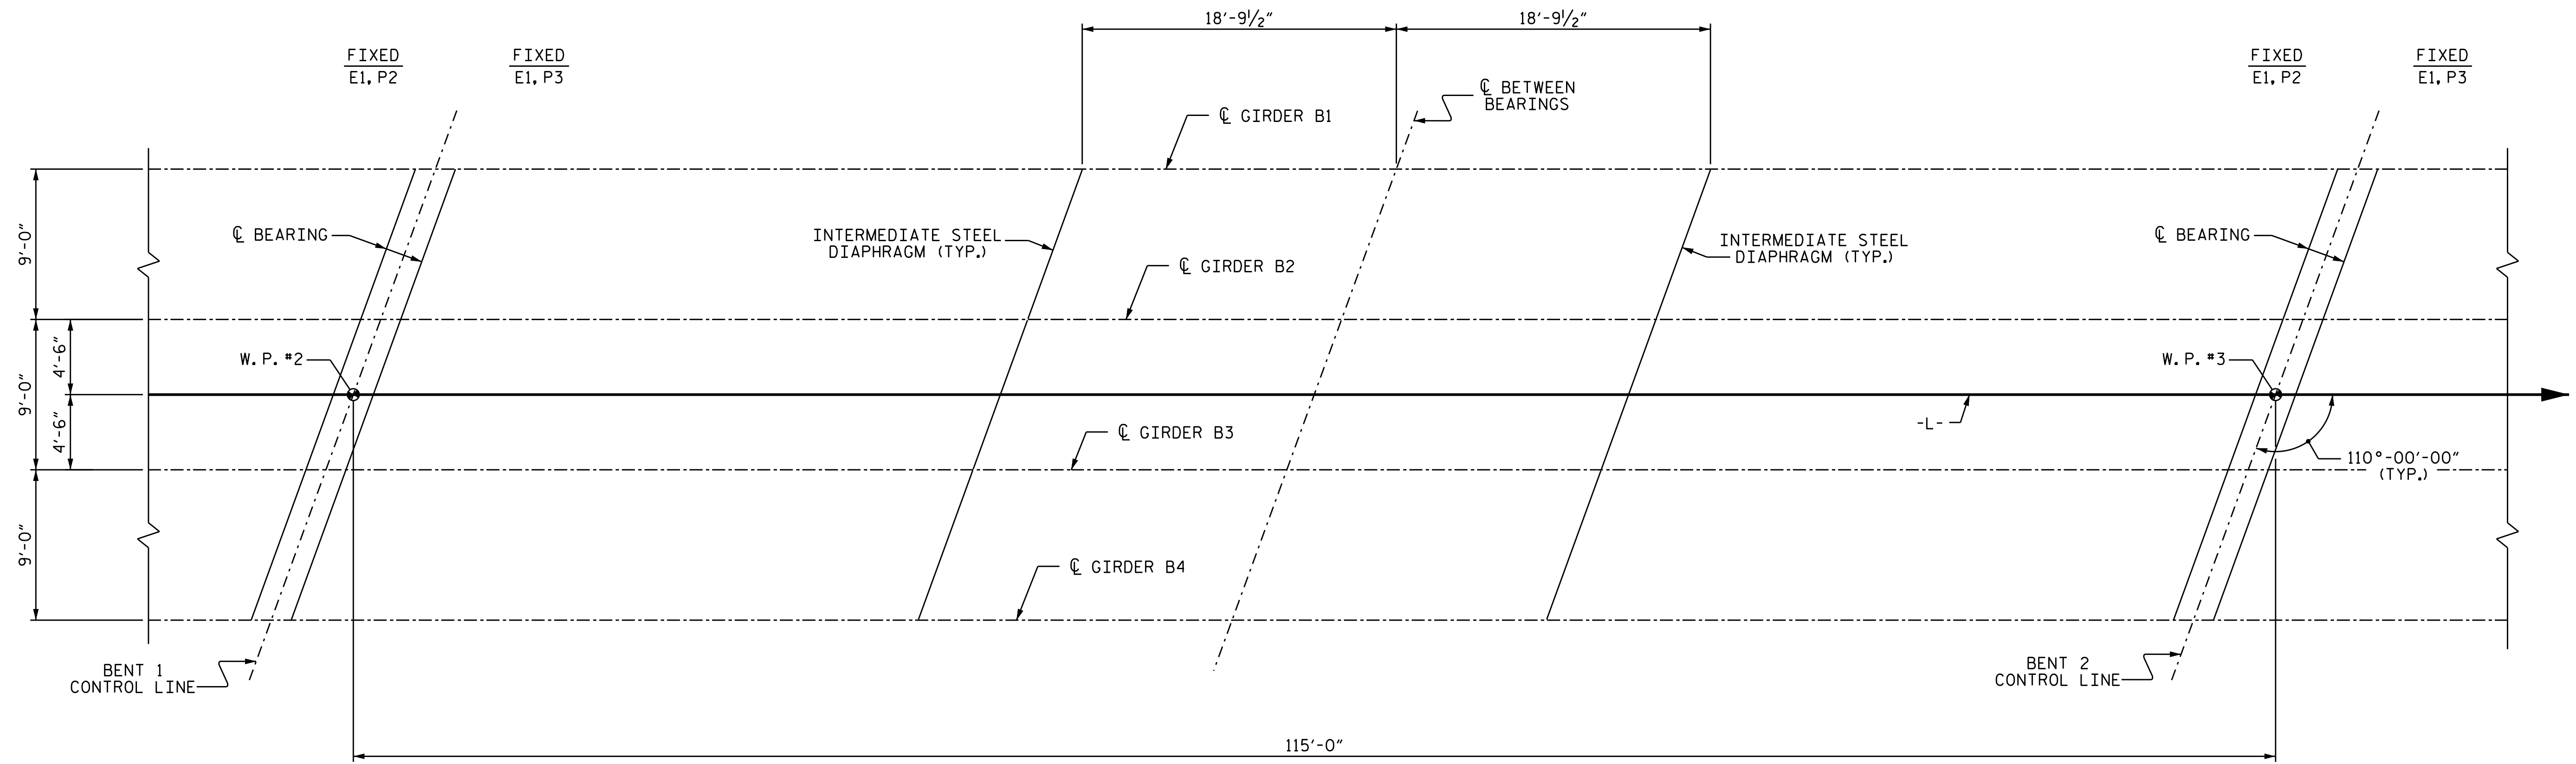 18'-9½" 18'-9½"
FIXED FIXED FIXED FIXED
E1, P2 E1, P3 E1, P2 E1, P3
℄ BETWEEN
BEARINGS
℄ GIRDER B1
9'-0"
℄ BEARING
INTERMEDIATE STEEL
DIAPHRAGM (TYP.)
℄ GIRDER B2
INTERMEDIATE STEEL
DIAPHRAGM (TYP.)
℄ BEARING
9'-0"
4'-6"
4'-6"
W.P. #2
W.P. #3
-L-
℄ GIRDER B3
110°-00'-00"
(TYP.)
9'-0"
℄ GIRDER B4
BENT 1
CONTROL LINE
BENT 2
CONTROL LINE
115'-0"